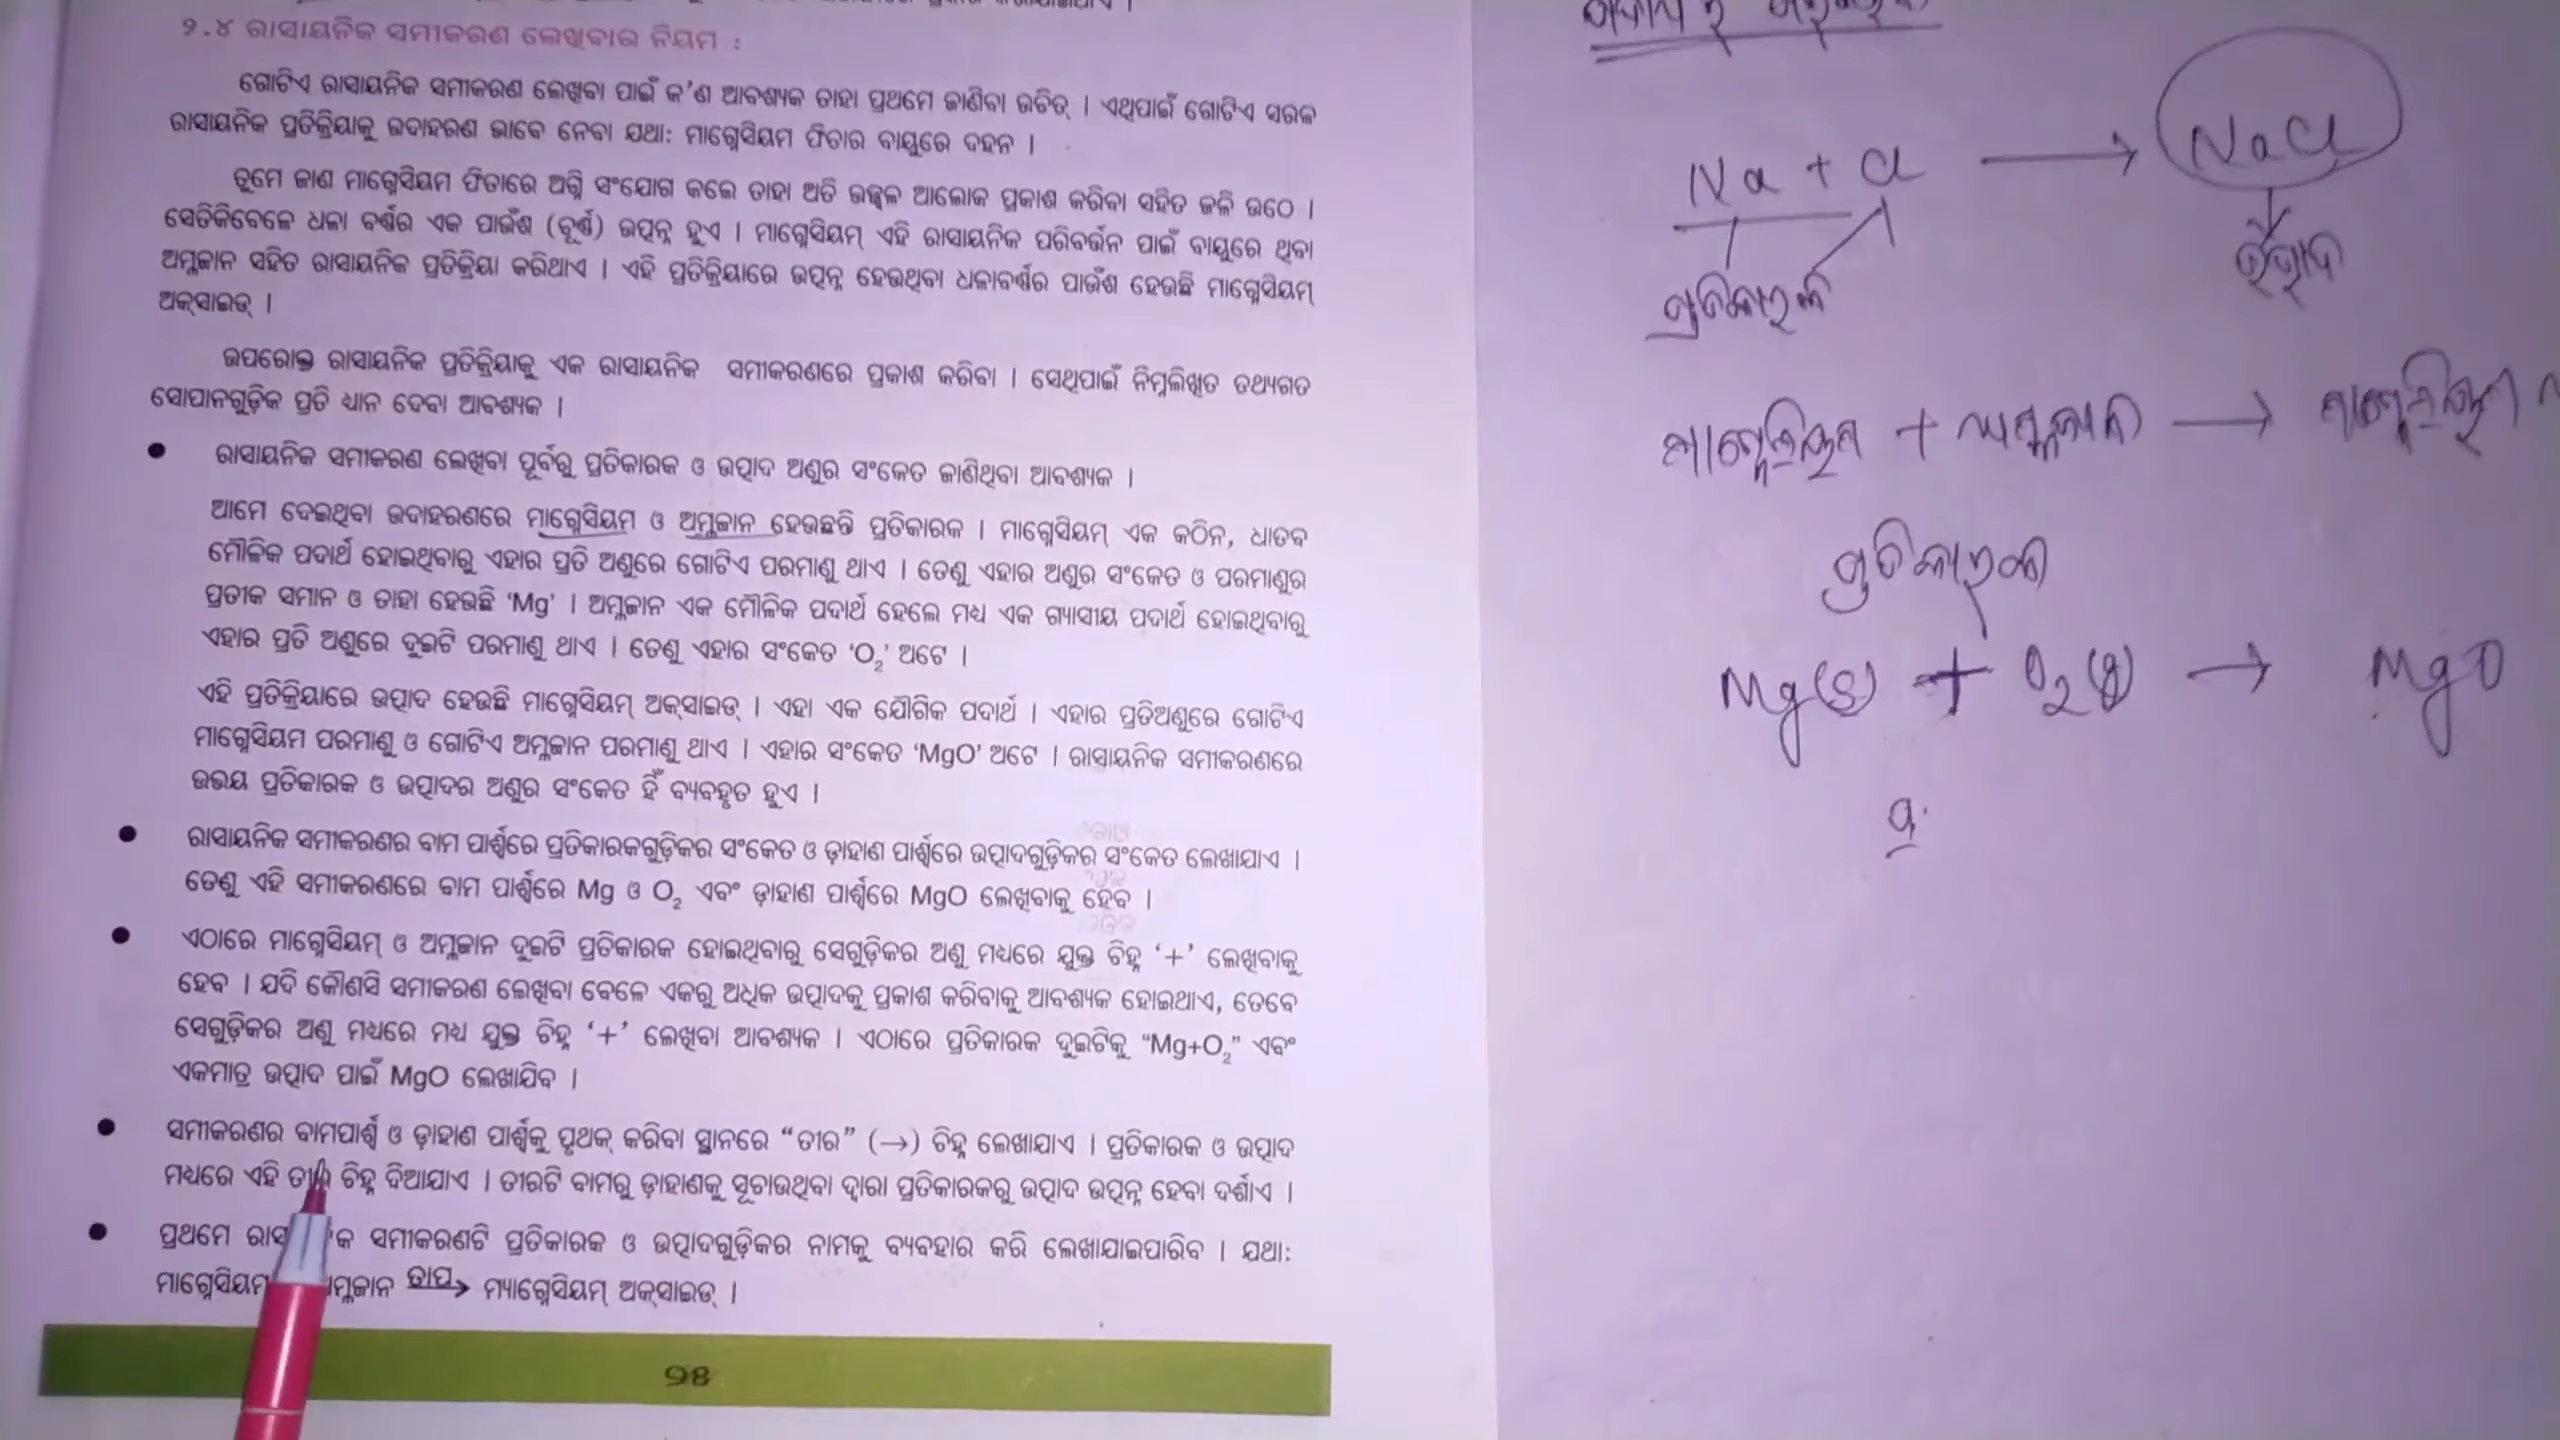 ୨.୪ ରାସାୟନିକ ସମୀକରଣ ଲେଖିବାର ନିୟମ :
ଗୋଟିଏ ରାସାୟନିକ ସମୀକରଣ ଲେଖିବା ପାଇଁ କ'ଣ ଆବଶ୍ୟକ ତାହା ପ୍ରଥମେ ଜାଣିବା ଉଚିତ୍ । ଏଥିପାଇଁ ଗୋଟିଏ ସରଳ
ରାସାୟନିକ ପ୍ରତିକ୍ରିୟାକୁ ଉଦାହରଣ ଭାବେ ନେବା ଯଥା: ମାଗ୍ନେସିୟମ ଫିତାର ବାୟୁରେ ଦହନ ।
ତୁମେ ଜାଣ ମାଗ୍ନେସିୟମ ଫିତାରେ ଅଗ୍ନି ସଂଯୋଗ କଲେ ତାହା ଅତି ଉଜ୍ଜ୍ୱଳ ଆଲୋକ ପ୍ରକାଶ କରିବା ସହିତ ଜଳି ଉଠେ ।
ସେତିକିବେଳେ ଧଳା ବର୍ଣ୍ଣର ଏକ ପାଉଁଶ (ଚୂର୍ଣ୍ଣ) ଉତ୍ପନ୍ନ ହୁଏ । ମାଗ୍ନେସିୟମ୍ ଏହି ରାସାୟନିକ ପରିବର୍ତ୍ତନ ପାଇଁ ବାୟୁରେ ଥିବା
ଅମ୍ଳଜାନ ସହିତ ରାସାୟନିକ ପ୍ରତିକ୍ରିୟା କରିଥାଏ । ଏହି ପ୍ରତିକ୍ରିୟାରେ ଉତ୍ପନ୍ନ ହେଉଥିବା ଧଳାବର୍ଣ୍ଣର ପାଉଁଶ ହେଉଛି ମାଗ୍ନେସିୟମ୍
ଅକ୍‌ସାଇଡ୍ ।
ଉପରୋକ୍ତ ରାସାୟନିକ ପ୍ରତିକ୍ରିୟାକୁ ଏକ ରାସାୟନିକ ସମୀକରଣରେ ପ୍ରକାଶ କରିବା । ସେଥିପାଇଁ ନିମ୍ନଲିଖିତ ତଥ୍ୟଗତ
ସୋପାନଗୁଡ଼ିକ ପ୍ରତି ଧ୍ୟାନ ଦେବା ଆବଶ୍ୟକ ।
● ରାସାୟନିକ ସମୀକରଣ ଲେଖିବା ପୂର୍ବରୁ ପ୍ରତିକାରକ ଓ ଉତ୍ପାଦ ଅଣୁର ସଂକେତ ଜାଣିଥିବା ଆବଶ୍ୟକ ।
ଆମେ ଦେଇଥିବା ଉଦାହରଣରେ ମାଗ୍ନେସିୟମ ଓ ଅମ୍ଳଜାନ ହେଉଛନ୍ତି ପ୍ରତିକାରକ । ମାଗ୍ନେସିୟମ୍ ଏକ କଠିନ, ଧାତବ
ମୌଳିକ ପଦାର୍ଥ ହୋଇଥିବାରୁ ଏହାର ପ୍ରତି ଅଣୁରେ ଗୋଟିଏ ପରମାଣୁ ଥାଏ । ତେଣୁ ଏହାର ଅଣୁର ସଂକେତ ଓ ପରମାଣୁର
ପ୍ରତୀକ ସମାନ ଓ ତାହା ହେଉଛି ‘Mg’ । ଅମ୍ଳଜାନ ଏକ ମୌଳିକ ପଦାର୍ଥ ହେଲେ ମଧ୍ୟ ଏକ ଗ୍ୟାସୀୟ ପଦାର୍ଥ ହୋଇଥିବାରୁ
ଏହାର ପ୍ରତି ଅଣୁରେ ଦୁଇଟି ପରମାଣୁ ଥାଏ । ତେଣୁ ଏହାର ସଂକେତ ‘O₂’ ଅଟେ ।
ଏହି ପ୍ରତିକ୍ରିୟାରେ ଉତ୍ପାଦ ହେଉଛି ମାଗ୍ନେସିୟମ୍ ଅକ୍‌ସାଇଡ୍ । ଏହା ଏକ ଯୌଗିକ ପଦାର୍ଥ । ଏହାର ପ୍ରତିଅଣୁରେ ଗୋଟିଏ
ମାଗ୍ନେସିୟମ ପରମାଣୁ ଓ ଗୋଟିଏ ଅମ୍ଳଜାନ ପରମାଣୁ ଥାଏ । ଏହାର ସଂକେତ ‘MgO’ ଅଟେ । ରାସାୟନିକ ସମୀକରଣରେ
ଉଭୟ ପ୍ରତିକାରକ ଓ ଉତ୍ପାଦର ଅଣୁର ସଂକେତ ହିଁ ବ୍ୟବହୃତ ହୁଏ ।
● ରାସାୟନିକ ସମୀକରଣର ବାମ ପାର୍ଶ୍ୱରେ ପ୍ରତିକାରକଗୁଡ଼ିକର ସଂକେତ ଓ ଡ଼ାହାଣ ପାର୍ଶ୍ୱରେ ଉତ୍ପାଦଗୁଡ଼ିକର ସଂକେତ ଲେଖାଯାଏ ।
ତେଣୁ ଏହି ସମୀକରଣରେ ବାମ ପାର୍ଶ୍ୱରେ Mg ଓ O₂ ଏବଂ ଡ଼ାହାଣ ପାର୍ଶ୍ୱରେ MgO ଲେଖିବାକୁ ହେବ ।
● ଏଠାରେ ମାଗ୍ନେସିୟମ୍ ଓ ଅମ୍ଳଜାନ ଦୁଇଟି ପ୍ରତିକାରକ ହୋଇଥିବାରୁ ସେଗୁଡ଼ିକର ଅଣୁ ମଧ୍ୟରେ ଯୁକ୍ତ ଚିହ୍ନ ‘+’ ଲେଖିବାକୁ
ହେବ । ଯଦି କୌଣସି ସମୀକରଣ ଲେଖିବା ବେଳେ ଏକରୁ ଅଧିକ ଉତ୍ପାଦକୁ ପ୍ରକାଶ କରିବାକୁ ଆବଶ୍ୟକ ହୋଇଥାଏ, ତେବେ
ସେଗୁଡ଼ିକର ଅଣୁ ମଧ୍ୟରେ ମଧ୍ୟ ଯୁକ୍ତ ଚିହ୍ନ ‘+’ ଲେଖିବା ଆବଶ୍ୟକ । ଏଠାରେ ପ୍ରତିକାରକ ଦୁଇଟିକୁ “Mg+O₂” ଏବଂ
ଏକମାତ୍ର ଉତ୍ପାଦ ପାଇଁ MgO ଲେଖାଯିବ ।
● ସମୀକରଣର ବାମପାର୍ଶ୍ୱ ଓ ଡ଼ାହାଣ ପାର୍ଶ୍ୱକୁ ପୃଥକ୍ କରିବା ସ୍ଥାନରେ “ତୀର” (→) ଚିହ୍ନ ଲେଖାଯାଏ । ପ୍ରତିକାରକ ଓ ଉତ୍ପାଦ
ମଧ୍ୟରେ ଏହି ତୀର ଚିହ୍ନ ଦିଆଯାଏ । ତୀରଟି ବାମରୁ ଡ଼ାହାଣକୁ ସୂଚାଉଥିବା ଦ୍ୱାରା ପ୍ରତିକାରକରୁ ଉତ୍ପାଦ ଉତ୍ପନ୍ନ ହେବା ଦର୍ଶାଏ ।
● ପ୍ରଥମେ ସମୀକରଣଟି ପ୍ରତିକାରକ ଓ ଉତ୍ପାଦଗୁଡ଼ିକର ନାମକୁ ବ୍ୟବହାର କରି ଲେଖାଯାଇପାରିବ । ଯଥା:
ମାଗ୍ନେସିୟମ ତାପ→ ମ୍ୟାଗ୍ନେସିୟମ୍ ଅକ୍‌ସାଇଡ୍ ।
୨୫
Na + Cl → NaCl
ପ୍ରତିକାରକ
ଉତ୍ପାଦ
ମାଗ୍ନେସିୟମ + ଅମ୍ଳଜାନ → ମାଗ୍ନେସିୟମ
ପ୍ରତିକାରକ
Mg(s) + O₂(g) → MgO